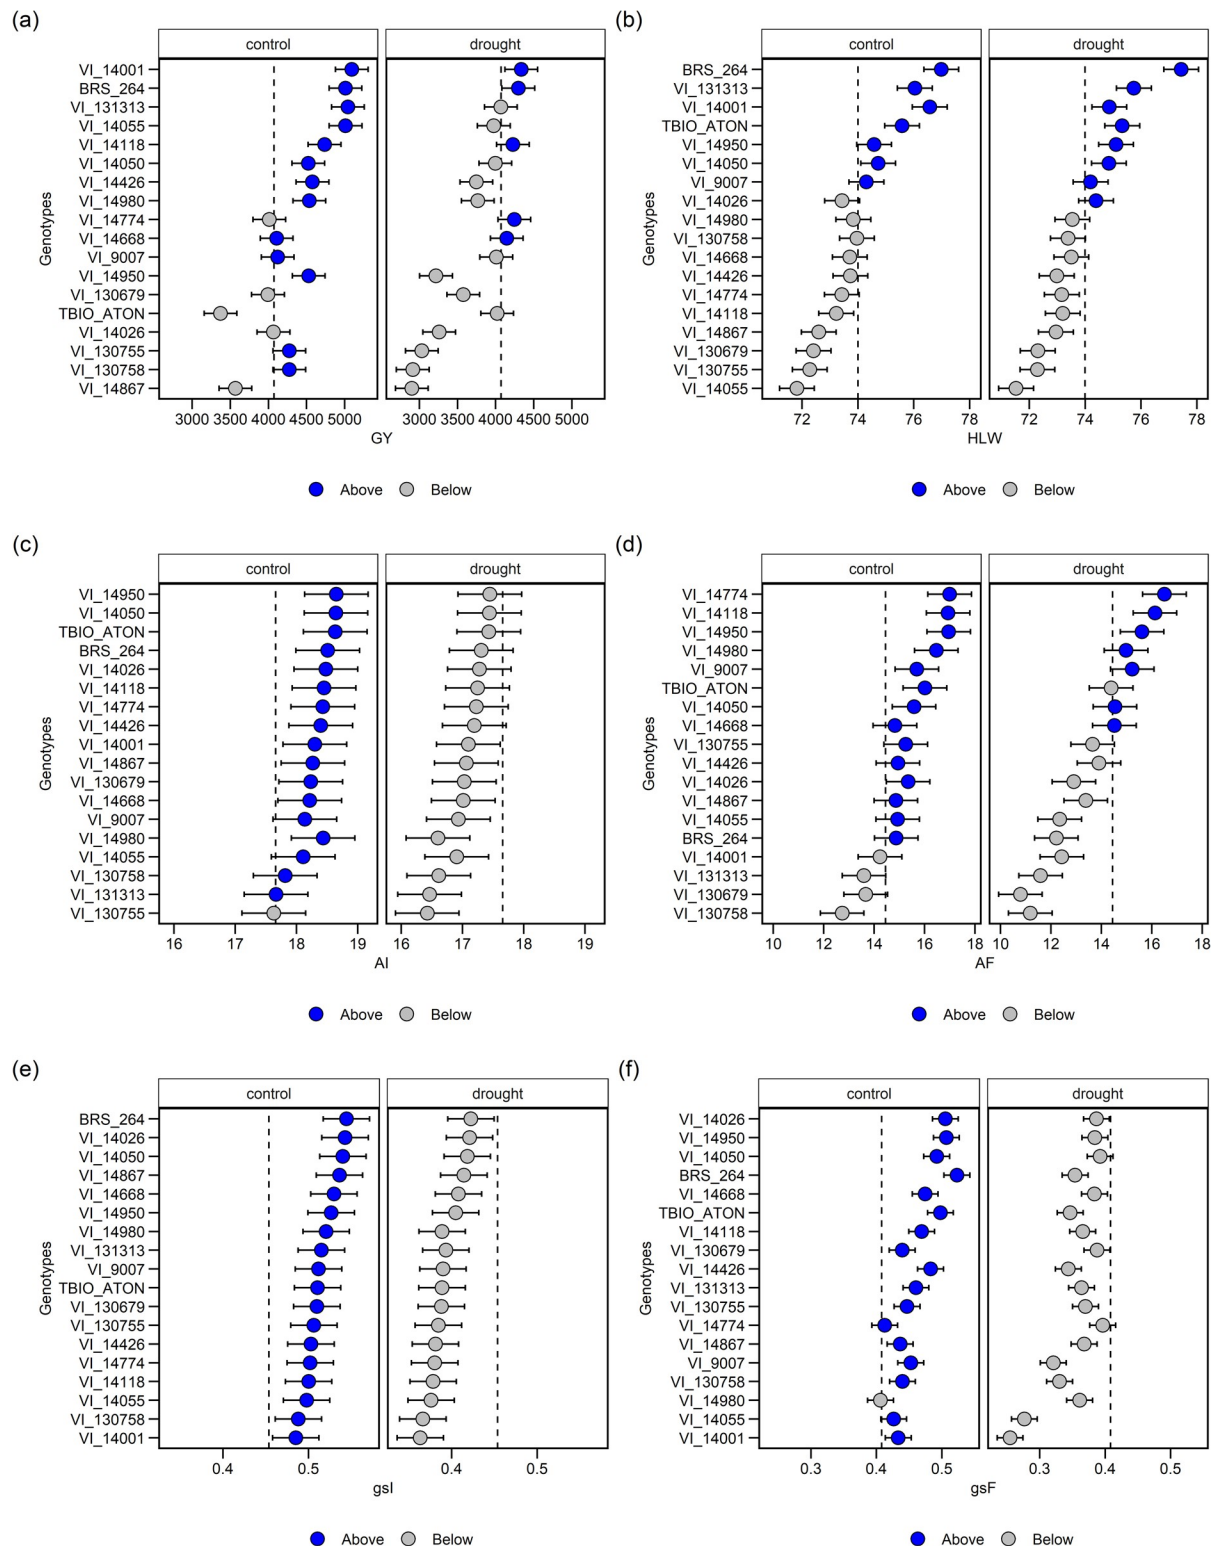 (a)
control drought
VI_14001
BRS_264
VI_131313
VI_14055
VI_14118
VI_14050
VI_14426
VI_14980
VI_14774
VI_14668
VI_9007
VI_14950
VI_130679
TBIO_ATON
VI_14026
VI_130755
VI_130758
VI_14867
Genotypes
3000 3500 4000 4500 5000 3000 3500 4000 4500 5000
GY
Above Below
(b)
control drought
BRS_264
VI_131313
VI_14001
TBIO_ATON
VI_14950
VI_14050
VI_9007
VI_14026
VI_14980
VI_130758
VI_14668
VI_14426
VI_14774
VI_14118
VI_14867
VI_130679
VI_130755
VI_14055
Genotypes
72 74 76 78 72 74 76 78
HLW
Above Below
(c)
control drought
VI_14950
VI_14050
TBIO_ATON
BRS_264
VI_14026
VI_14118
VI_14774
VI_14426
VI_14001
VI_14867
VI_130679
VI_14668
VI_9007
VI_14980
VI_14055
VI_130758
VI_131313
VI_130755
Genotypes
16 17 18 19 16 17 18 19
AI
Above Below
(d)
control drought
VI_14774
VI_14118
VI_14950
VI_14980
VI_9007
TBIO_ATON
VI_14050
VI_14668
VI_130755
VI_14426
VI_14026
VI_14867
VI_14055
BRS_264
VI_14001
VI_131313
VI_130679
VI_130758
Genotypes
10 12 14 16 18 10 12 14 16 18
AF
Above Below
(e)
control drought
BRS_264
VI_14026
VI_14050
VI_14867
VI_14668
VI_14950
VI_14980
VI_131313
VI_9007
TBIO_ATON
VI_130679
VI_130755
VI_14426
VI_14774
VI_14118
VI_14055
VI_130758
VI_14001
Genotypes
0.4 0.5 0.4 0.5
gsI
Above Below
(f)
control drought
VI_14026
VI_14950
VI_14050
BRS_264
VI_14668
TBIO_ATON
VI_14118
VI_130679
VI_14426
VI_131313
VI_130755
VI_14774
VI_14867
VI_9007
VI_130758
VI_14980
VI_14055
VI_14001
Genotypes
0.3 0.4 0.5 0.3 0.4 0.5
gsF
Above Below